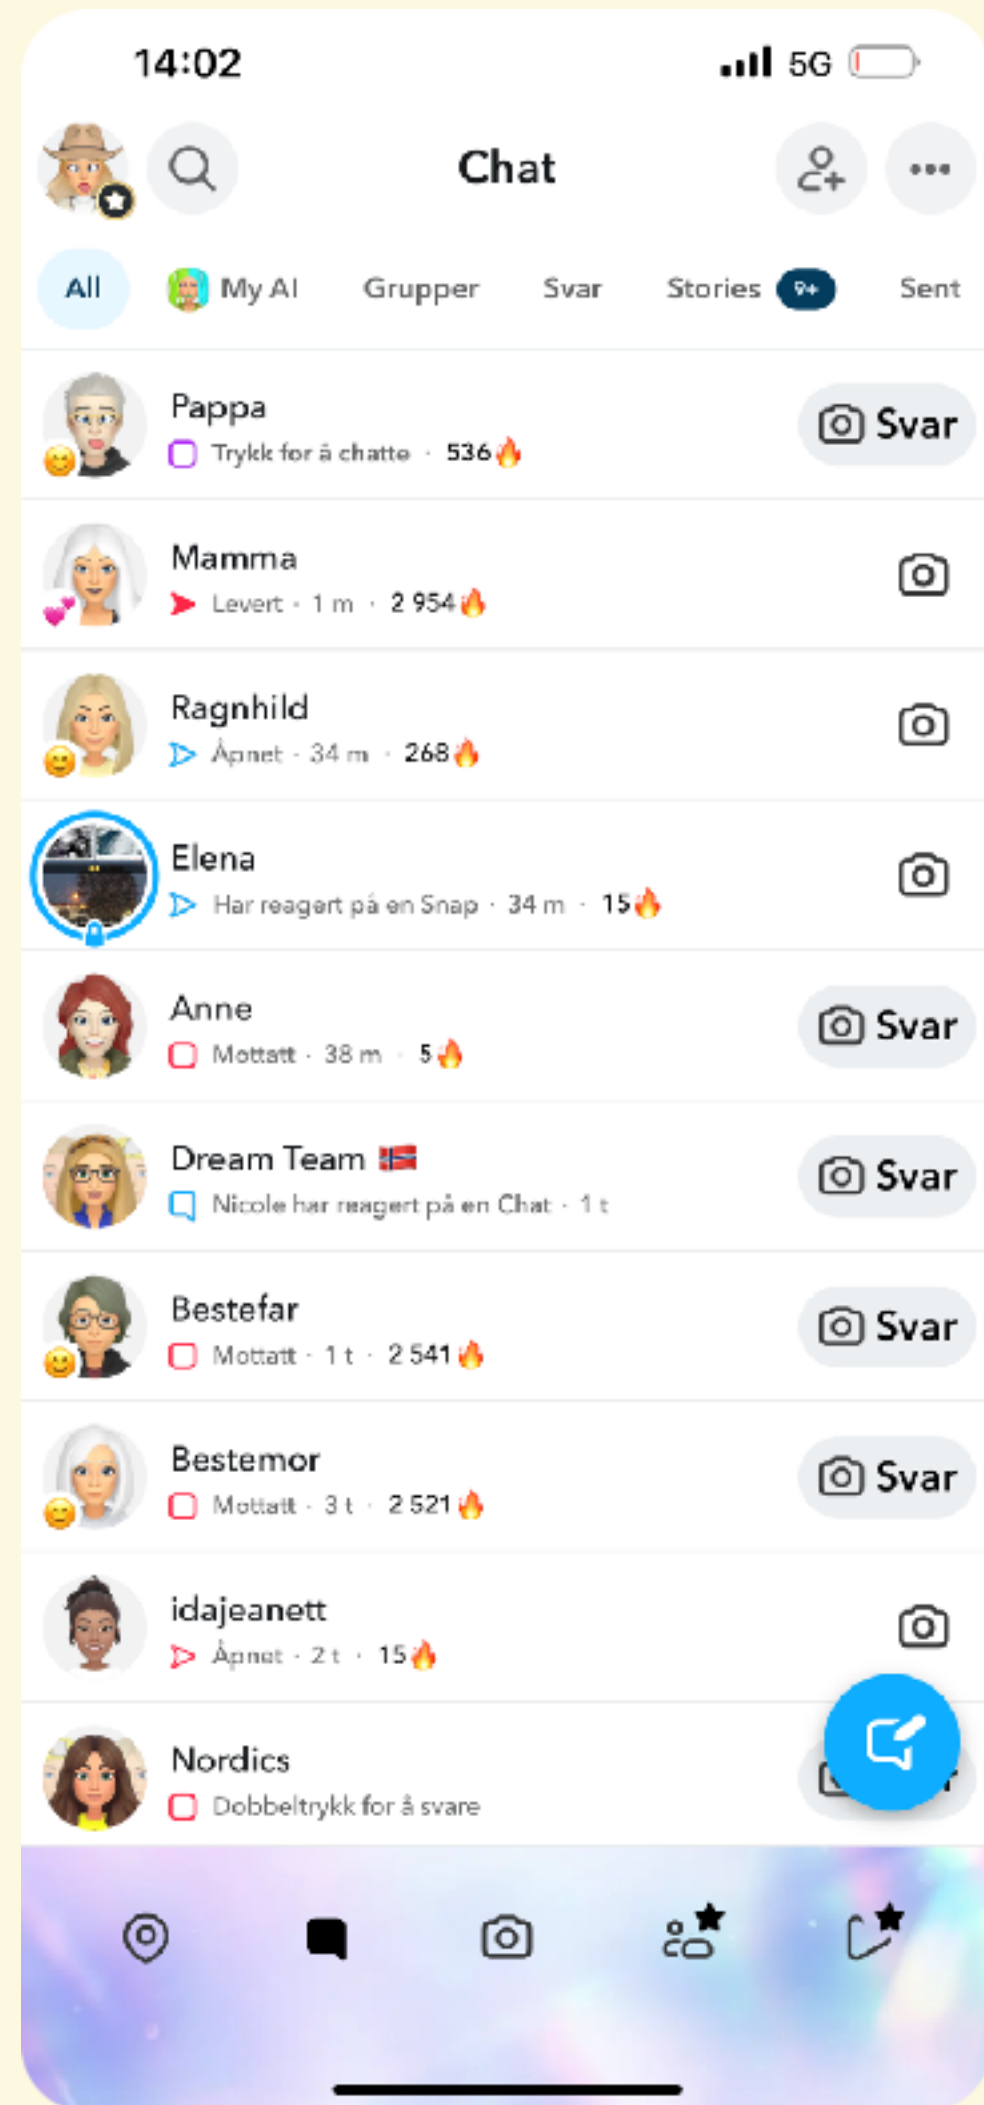 14:02 5G
Chat
All My AI Grupper Svar Stories 9+ Sent
Pappa
Trykk for å chatte · 536🔥
Svar
Mamma
Levert · 1 m · 2 954🔥
Ragnhild
Åpnet · 34 m · 268🔥
Elena
Har reagert på en Snap · 34 m · 15🔥
Anne
Mottatt · 38 m · 5🔥
Svar
Dream Team 🇳🇴
Nicole har reagert på en Chat · 1 t
Svar
Bestefar
Mottatt · 1 t · 2 541🔥
Svar
Bestemor
Mottatt · 3 t · 2 521🔥
Svar
idajeanett
Åpnet · 2 t · 15🔥
Nordics
Dobbeltrykk for å svare